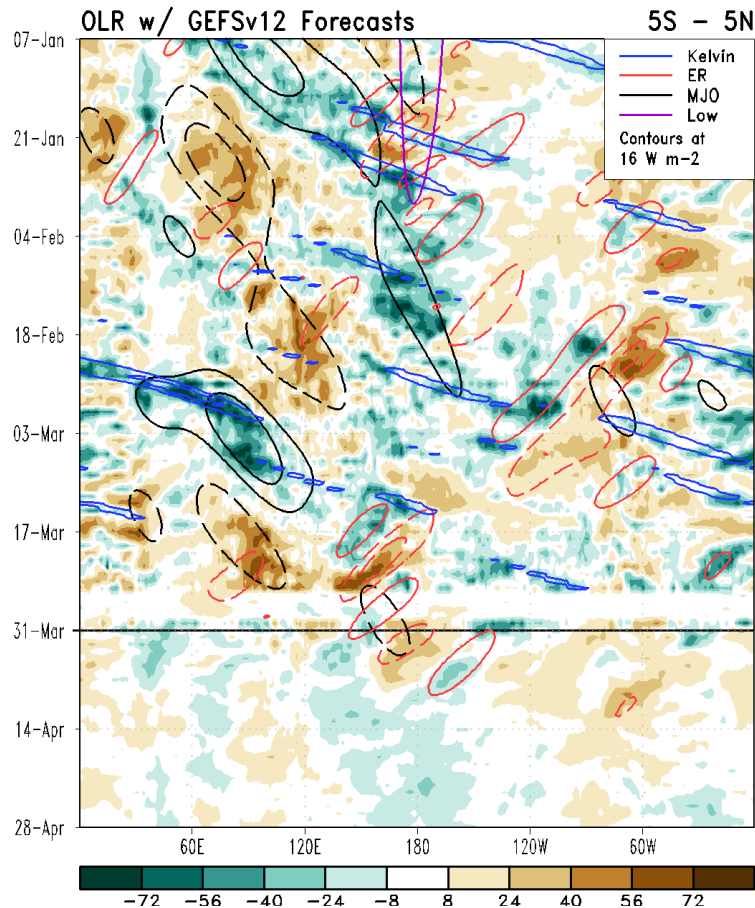 OLR w/ GEFSv12 Forecasts 5S - 5N
07-Jan
21-Jan
04-Feb
18-Feb
03-Mar
17-Mar
31-Mar
14-Apr
28-Apr
Kelvin
ER
MJO
Low
Contours at
16 W m-2
60E 120E 180 120W 60W
-72 -56 -40 -24 -8 8 24 40 56 72